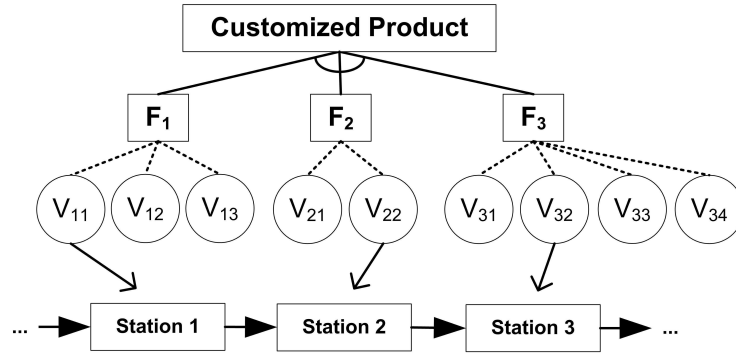 Customized Product
F₁ F₂ F₃
V₁₁ V₁₂ V₁₃ V₂₁ V₂₂ V₃₁ V₃₂ V₃₃ V₃₄
... Station 1 Station 2 Station 3 ...